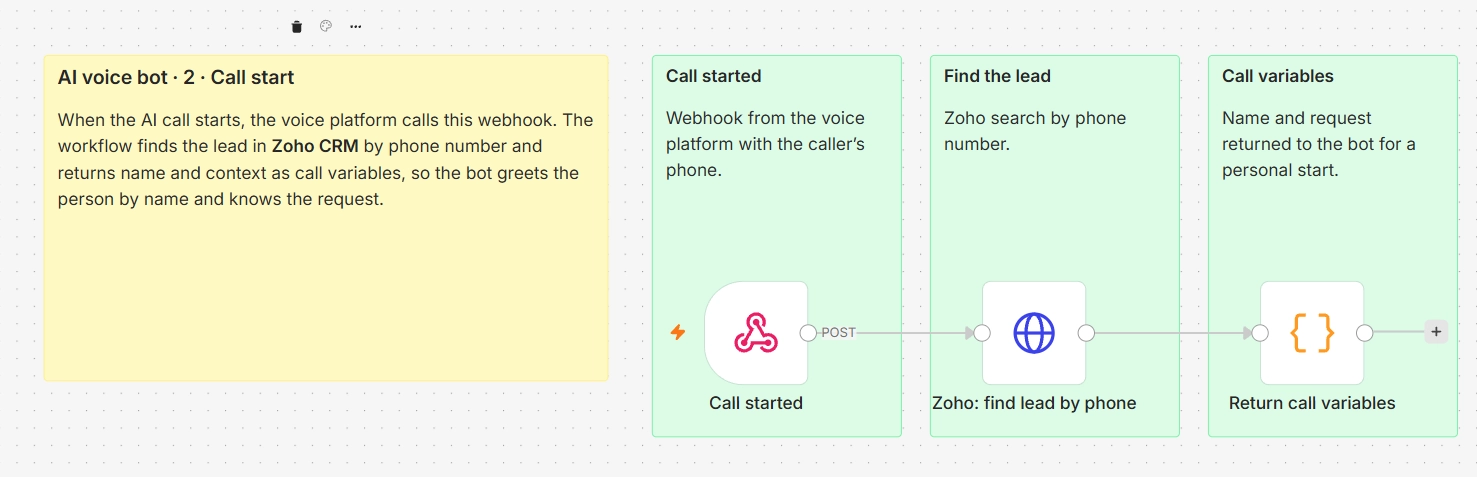 AI voice bot · 2 · Call start
When the AI call starts, the voice platform calls this webhook. The
workflow finds the lead in Zoho CRM by phone number and
returns name and context as call variables, so the bot greets the
person by name and knows the request.
Call started
Webhook from the voice
platform with the caller’s
phone.
POST
Call started
Find the lead
Zoho search by phone
number.
Zoho: find lead by phone
Call variables
Name and request
returned to the bot for a
personal start.
Return call variables